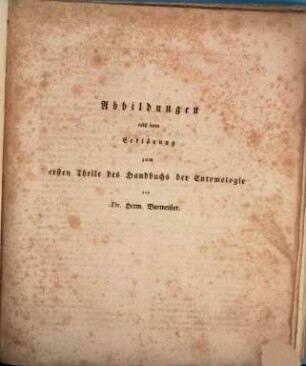 Abbildungen
nebst deren
Erklärung
zum
ersten Theile des Handbuchs der Entomologie
von
Dr. Herm. Burmeister.